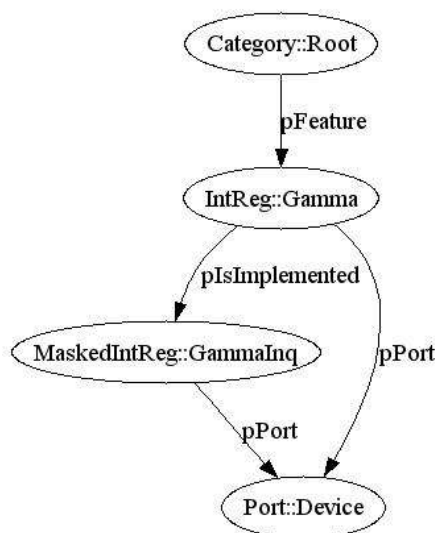 Category::Root
pFeature
IntReg::Gamma
pIsImplemented
MaskedIntReg::GammaInq
pPort
pPort
Port::Device